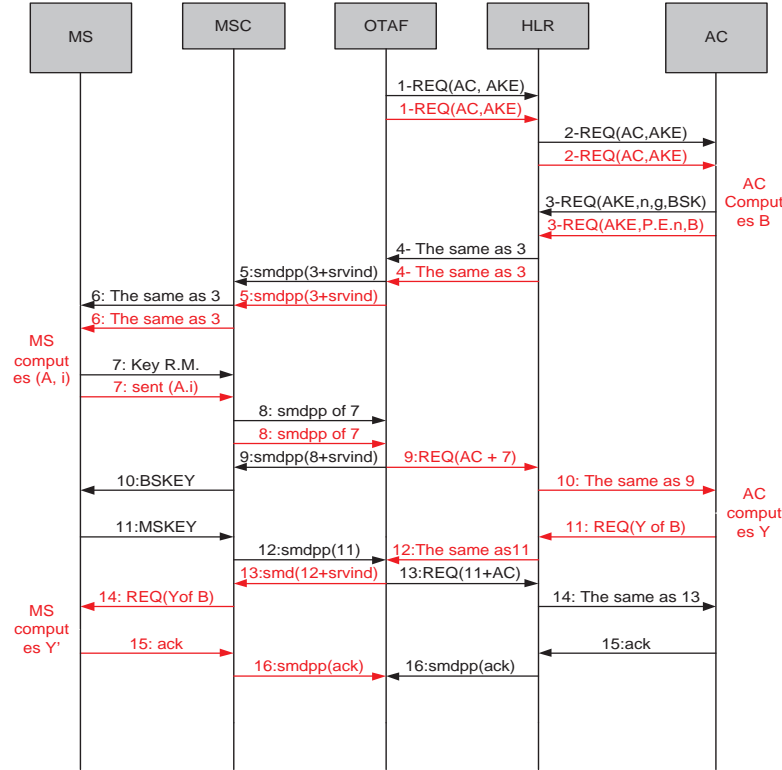 MS
MSC
OTAF
HLR
AC
1-REQ(AC, AKE)
1-REQ(AC,AKE)
2-REQ(AC,AKE)
2-REQ(AC,AKE)
AC
Comput
es B
3-REQ(AKE,n,g,BSK)
3-REQ(AKE,P.E.n,B)
4- The same as 3
4- The same as 3
5:smdpp(3+srvind)
5:smdpp(3+srvind)
6: The same as 3
6: The same as 3
MS
comput
es (A, i)
7: Key R.M.
7: sent (A.i)
8: smdpp of 7
8: smdpp of 7
9:smdpp(8+srvind)
9:REQ(AC + 7)
10:BSKEY
10: The same as 9
AC
comput
es Y
11:MSKEY
11: REQ(Y of B)
12:smdpp(11)
12:The same as11
13:smd(12+srvind)
13:REQ(11+AC)
14: REQ(Yof B)
14: The same as 13
MS
comput
es Y'
15: ack
15:ack
16:smdpp(ack)
16:smdpp(ack)